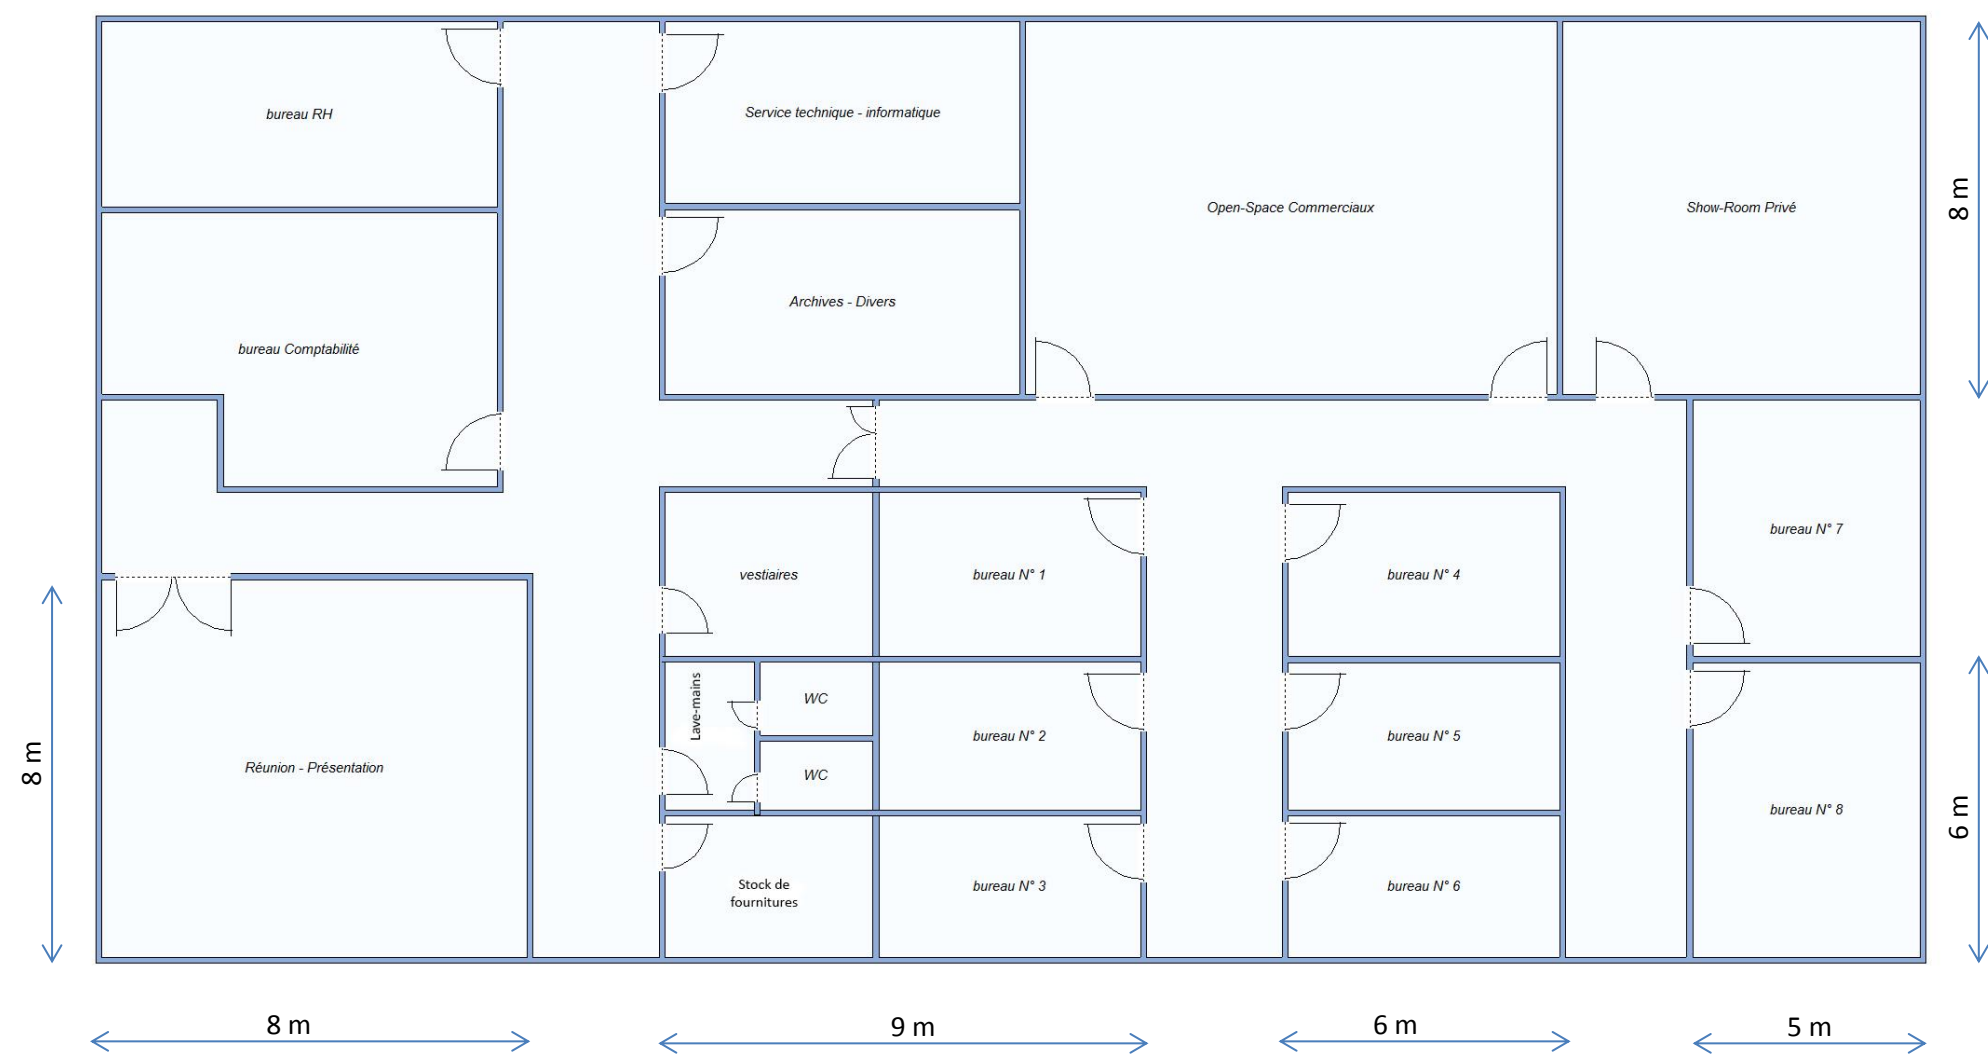 bureau RH
Service technique - informatique
Open-Space Commerciaux
Show-Room Privé
8 m
Archives - Divers
bureau Comptabilité
bureau N° 7
vestiaires
bureau N° 1
bureau N° 4
Lave-mains
WC
bureau N° 2
bureau N° 5
8 m
Réunion - Présentation
WC
bureau N° 8
6 m
Stock de
fournitures
bureau N° 3
bureau N° 6
8 m
9 m
6 m
5 m